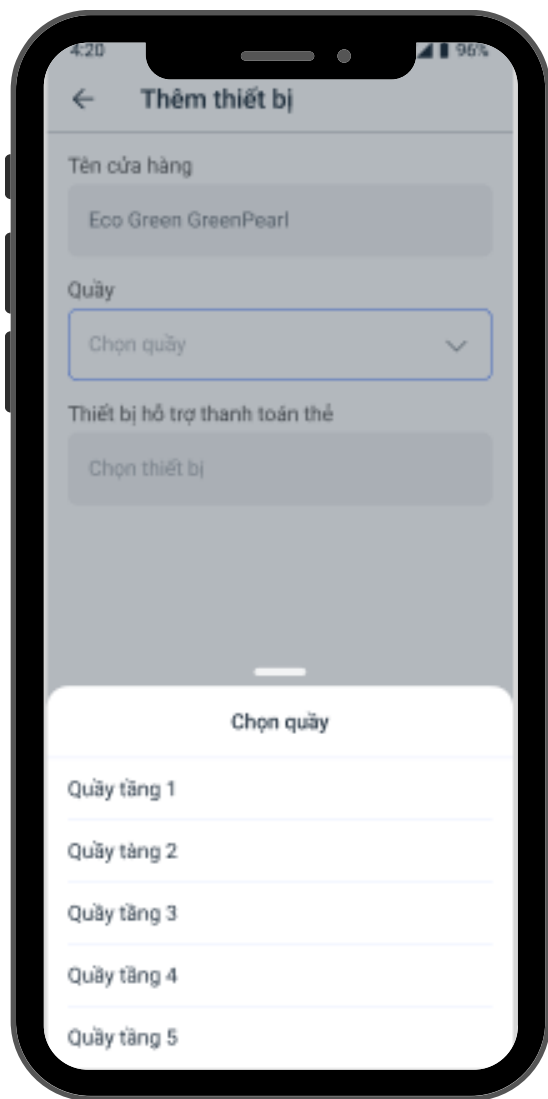 4:20
96%
Thêm thiết bị
Tên cửa hàng
Eco Green GreenPearl
Quầy
Chọn quầy
Thiết bị hỗ trợ thanh toán thẻ
Chọn thiết bị
Chọn quầy
Quầy tầng 1
Quầy tàng 2
Quầy tầng 3
Quầy tầng 4
Quầy tầng 5